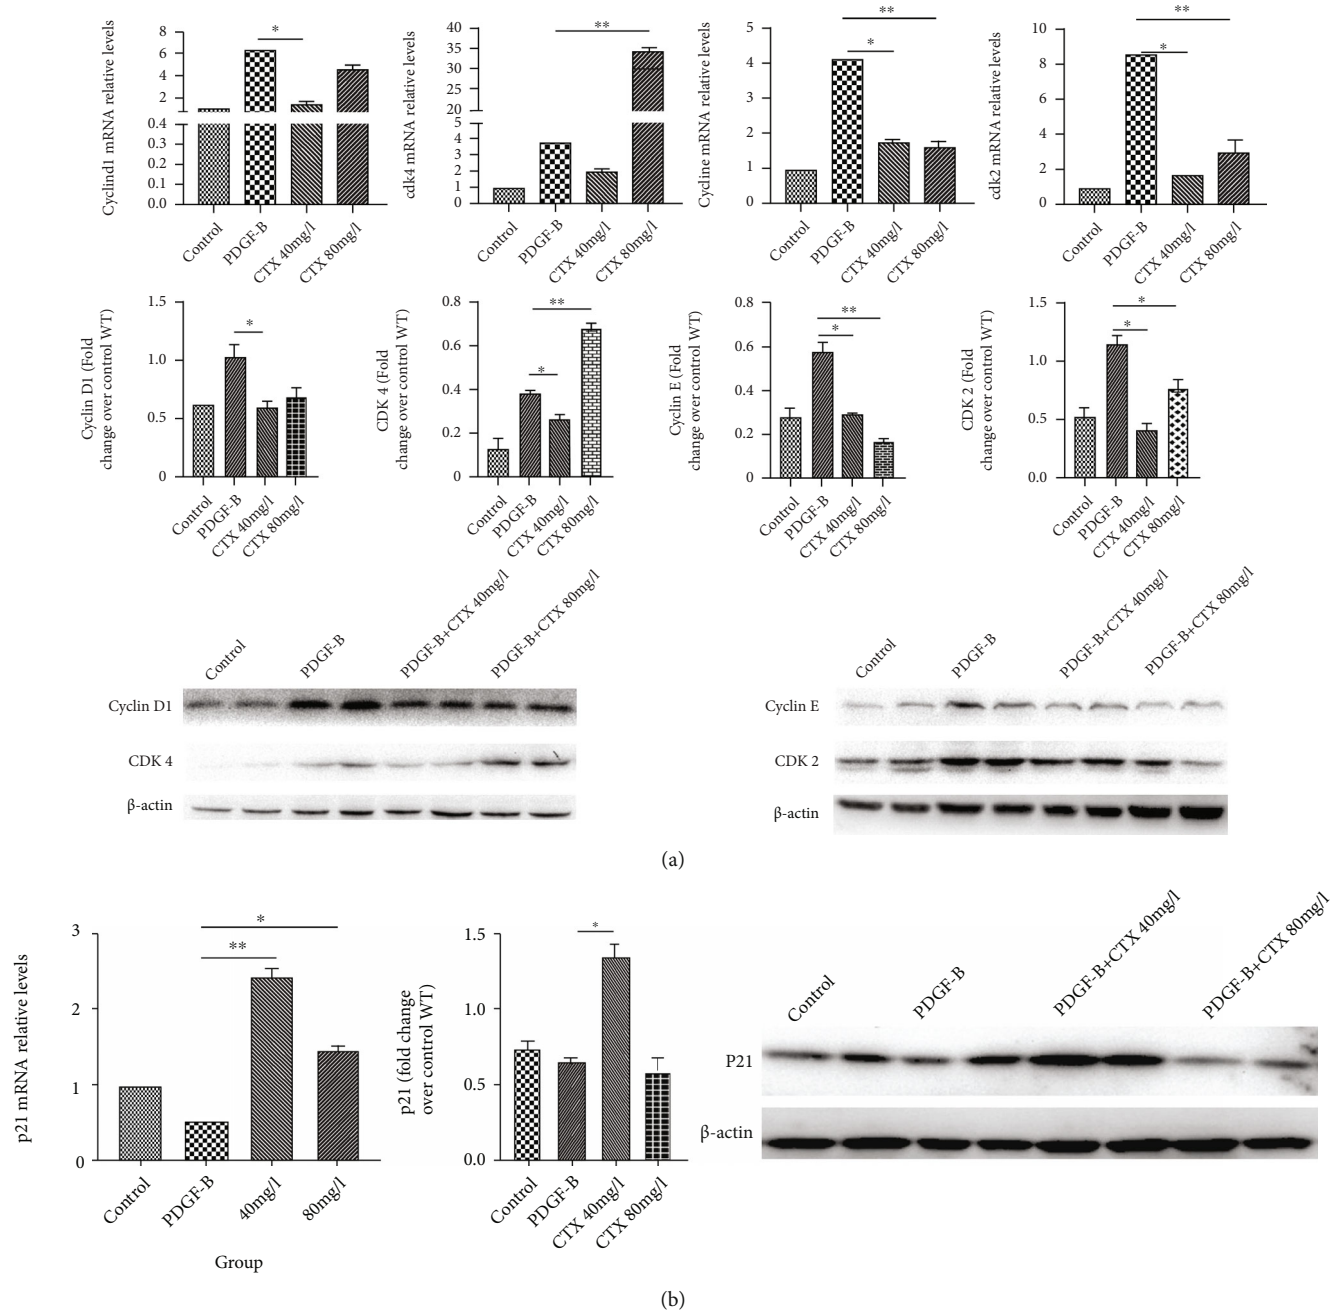 Cyclind1 mRNA relative levels
8
6
4
2
0.4
0.3
0.2
0.1
0.0
*
Control
PDGF-B
CTX 40mg/l
CTX 80mg/l
cdk4 mRNA relative levels
40
35
30
25
20
5
4
3
2
1
0
**
Control
PDGF-B
CTX 40mg/l
CTX 80mg/l
Cycline mRNA relative levels
5
4
3
2
1
0
**
*
Control
PDGF-B
CTX 40mg/l
CTX 80mg/l
cdk2 mRNA relative levels
10
8
6
4
2
0
**
*
Control
PDGF-B
CTX 40mg/l
CTX 80mg/l
Cyclin D1 (Fold
change over control WT)
1.5
1.0
0.5
0
*
Control
PDGF-B
CTX 40mg/l
CTX 80mg/l
CDK 4 (Fold
change over control WT)
0.8
0.6
0.4
0.2
0
**
*
Control
PDGF-B
CTX 40mg/l
CTX 80mg/l
Cyclin E (Fold
change over control WT)
0.8
0.6
0.4
0.2
0
**
*
Control
PDGF-B
CTX 40mg/l
CTX 80mg/l
CDK 2 (Fold
change over control WT)
1.5
1.0
0.5
0.0
*
*
Control
PDGF-B
CTX 40mg/l
CTX 80mg/l
Control
PDGF-B
PDGF-B+CTX 40mg/l
PDGF-B+CTX 80mg/l
Cyclin D1
CDK 4
β-actin
Control
PDGF-B
PDGF-B+CTX 40mg/l
PDGF-B+CTX 80mg/l
Cyclin E
CDK 2
β-actin
(a)
p21 mRNA relative levels
3
2
1
0
*
**
Control
PDGF-B
40mg/l
80mg/l
Group
p21 (fold change
over control WT)
1.5
1.0
0.5
0.0
*
Control
PDGF-B
CTX 40mg/l
CTX 80mg/l
Control
PDGF-B
PDGF-B+CTX 40mg/l
PDGF-B+CTX 80mg/l
P21
β-actin
(b)